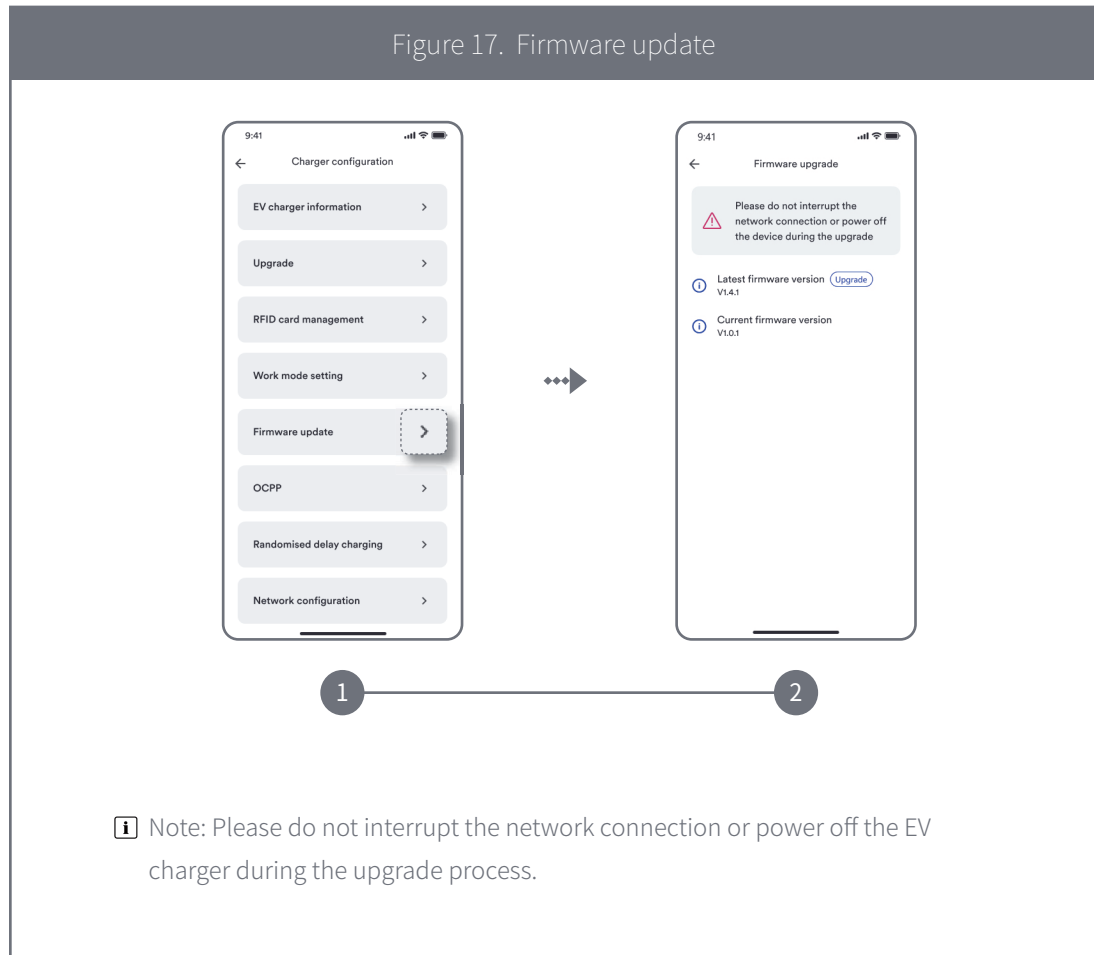 Figure 17. Firmware update
9:41
Charger configuration
EV charger information
Upgrade
RFID card management
Work mode setting
Firmware update
OCPP
Randomised delay charging
Network configuration
1
9:41
Firmware upgrade
Please do not interrupt the
network connection or power off
the device during the upgrade
Latest firmware version Upgrade
V1.4.1
Current firmware version
V1.0.1
2
Note: Please do not interrupt the network connection or power off the EV
charger during the upgrade process.